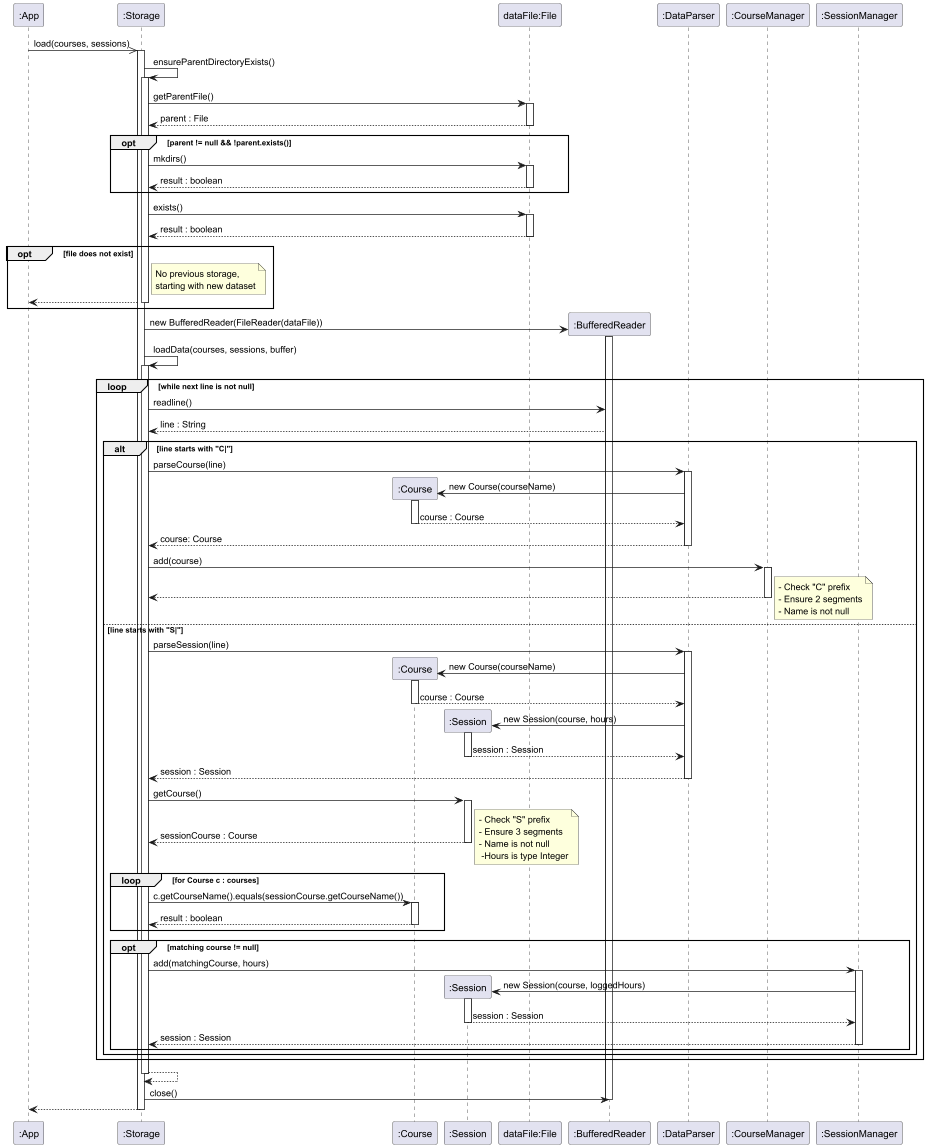 :App
:Storage
dataFile:File
:DataParser
:CourseManager
:SessionManager
load(courses, sessions)
ensureParentDirectoryExists()
getParentFile()
parent : File
opt
[parent != null && !parent.exists()]
mkdirs()
result : boolean
exists()
result : boolean
opt
[file does not exist]
No previous storage,
starting with new dataset
new BufferedReader(FileReader(dataFile))
:BufferedReader
loadData(courses, sessions, buffer)
loop
[while next line is not null]
readline()
line : String
alt
[line starts with "C|"]
parseCourse(line)
:Course
new Course(courseName)
course : Course
course: Course
add(course)
- Check "C" prefix
- Ensure 2 segments
- Name is not null
[line starts with "S|"]
parseSession(line)
:Course
new Course(courseName)
course : Course
:Session
new Session(course, hours)
session : Session
session : Session
getCourse()
- Check "S" prefix
- Ensure 3 segments
- Name is not null
-Hours is type Integer
sessionCourse : Course
loop
[for Course c : courses]
c.getCourseName().equals(sessionCourse.getCourseName())
result : boolean
opt
[matching course != null]
add(matchingCourse, hours)
:Session
new Session(course, loggedHours)
session : Session
session : Session
close()
:App
:Storage
:Course
:Session
dataFile:File
:BufferedReader
:DataParser
:CourseManager
:SessionManager